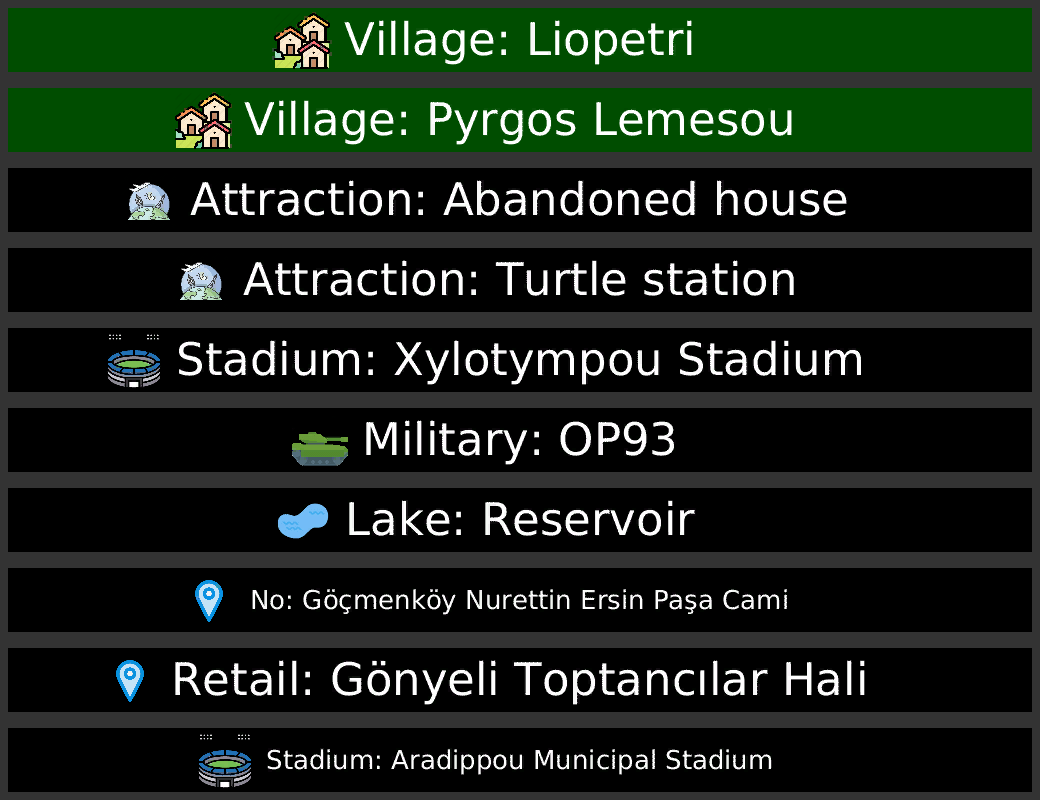 Village: Liopetri
Village: Pyrgos Lemesou
Attraction: Abandoned house
Attraction: Turtle station
Stadium: Xylotympou Stadium
Military: OP93
Lake: Reservoir
No: Göçmenköy Nurettin Ersin Paşa Cami
Retail: Gönyeli Toptancılar Hali
Stadium: Aradippou Municipal Stadium